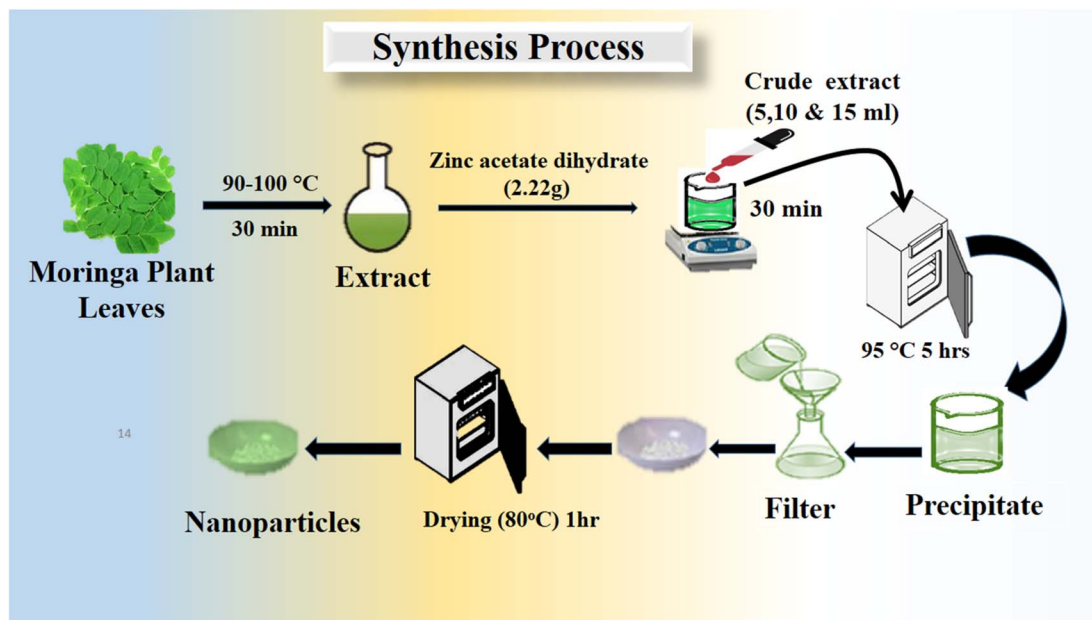 Synthesis Process
Crude extract
(5,10 & 15 ml)
90-100 °C
30 min
Zinc acetate dihydrate
(2.22g)
30 min
Moringa Plant
Leaves
Extract
95 °C 5 hrs
14
Nanoparticles
Drying (80°C) 1hr
Filter
Precipitate